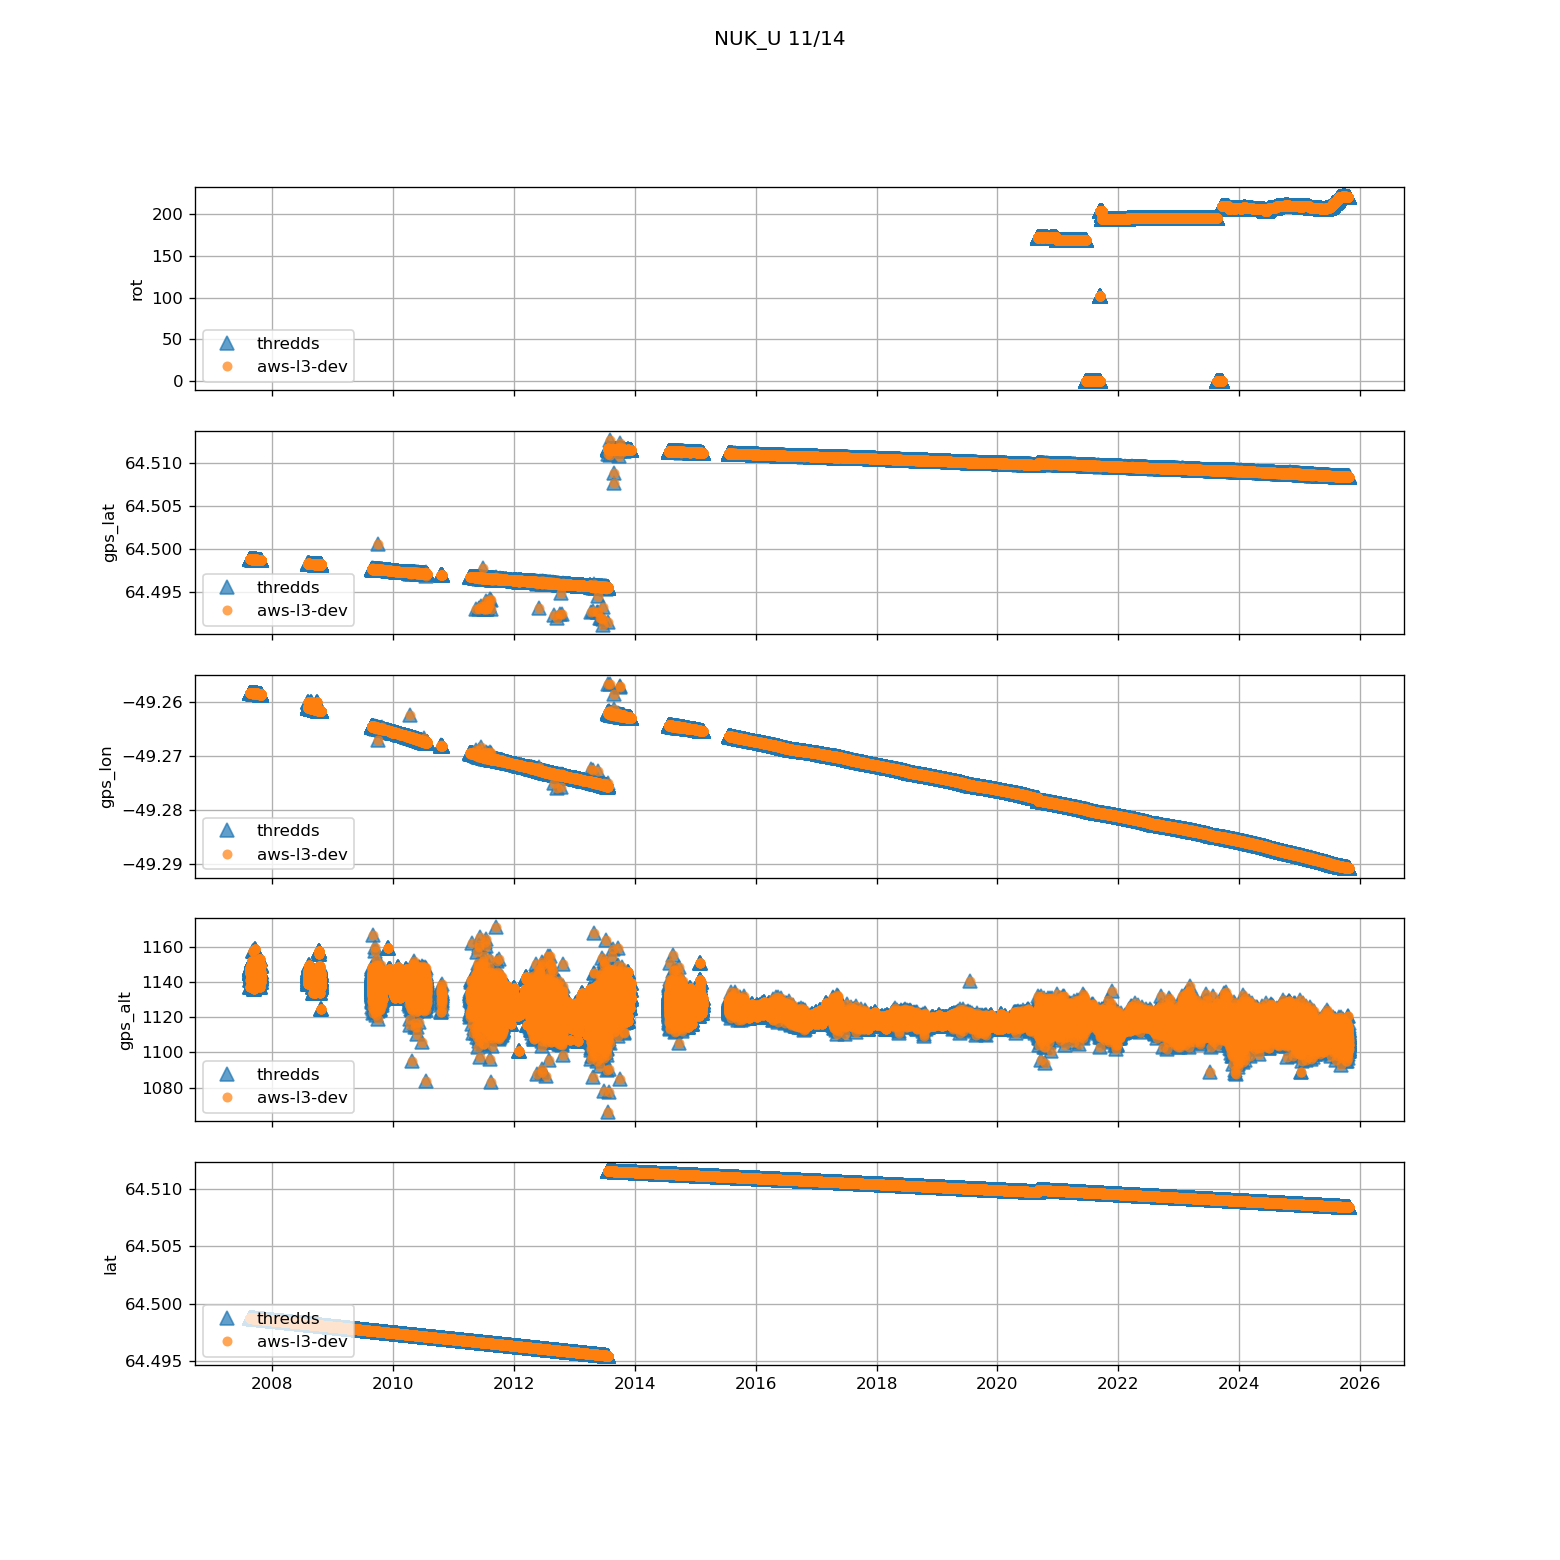 NUK_U 11/14
200
150
100
50
0
rot
thredds
aws-l3-dev
64.510
64.505
64.500
64.495
gps_lat
thredds
aws-l3-dev
−49.26
−49.27
−49.28
−49.29
gps_lon
thredds
aws-l3-dev
1160
1140
1120
1100
1080
gps_alt
thredds
aws-l3-dev
64.510
64.505
64.500
64.495
lat
thredds
aws-l3-dev
2008 2010 2012 2014 2016 2018 2020 2022 2024 2026